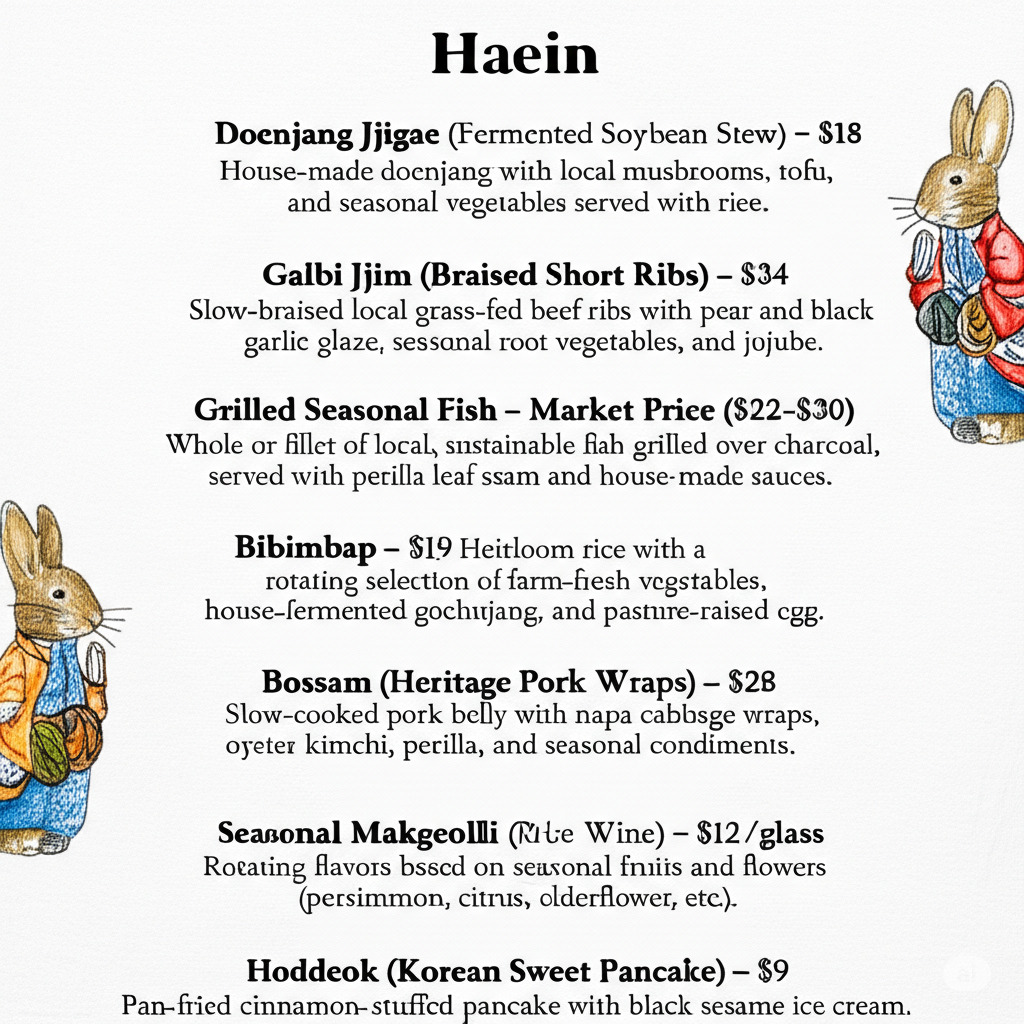 Haein
Doenjang Jjigae (Fermented Soybean Stew) – $18
House-made doenjang with local musbrooms, tofu,
and seasonal vegetables served with riee.
Galbi Jjim (Braised Short Ribs) – $34
Slow-braised local grass-fed beef ribs with pear and black
garlic glaze, sessonal root vegetables, and jojube.
Grilled Seasonal Fish – Market Price ($22–$30)
Whole or fillet of local, sustainable fiah grilled over charcoal,
served with perilla leaf ssam and house-made sauces.
Bibimbap – $19 Heitloom rice with a
rotating selection of farm-fiesh vcgstables,
house-fermented gochujang, and pasture-raised cgg.
Bossam (Heritage Pork Wraps) – $28
Slow-cooked pork belly with napa cabbsge wraps,
oyeter kimchi, perilla, and seasonal condiments.
Seasonal Makgeolli ( Wine) – $12/glass
Rotating flavors bsscd on seasonal fruits and flowers
(persimmon, citrus, olderflower, etc.).
Hoddeok (Korean Sweet Pancake) – $9
Pan-fried cinnamon-stuffcd pancake with black sesame ice cream.